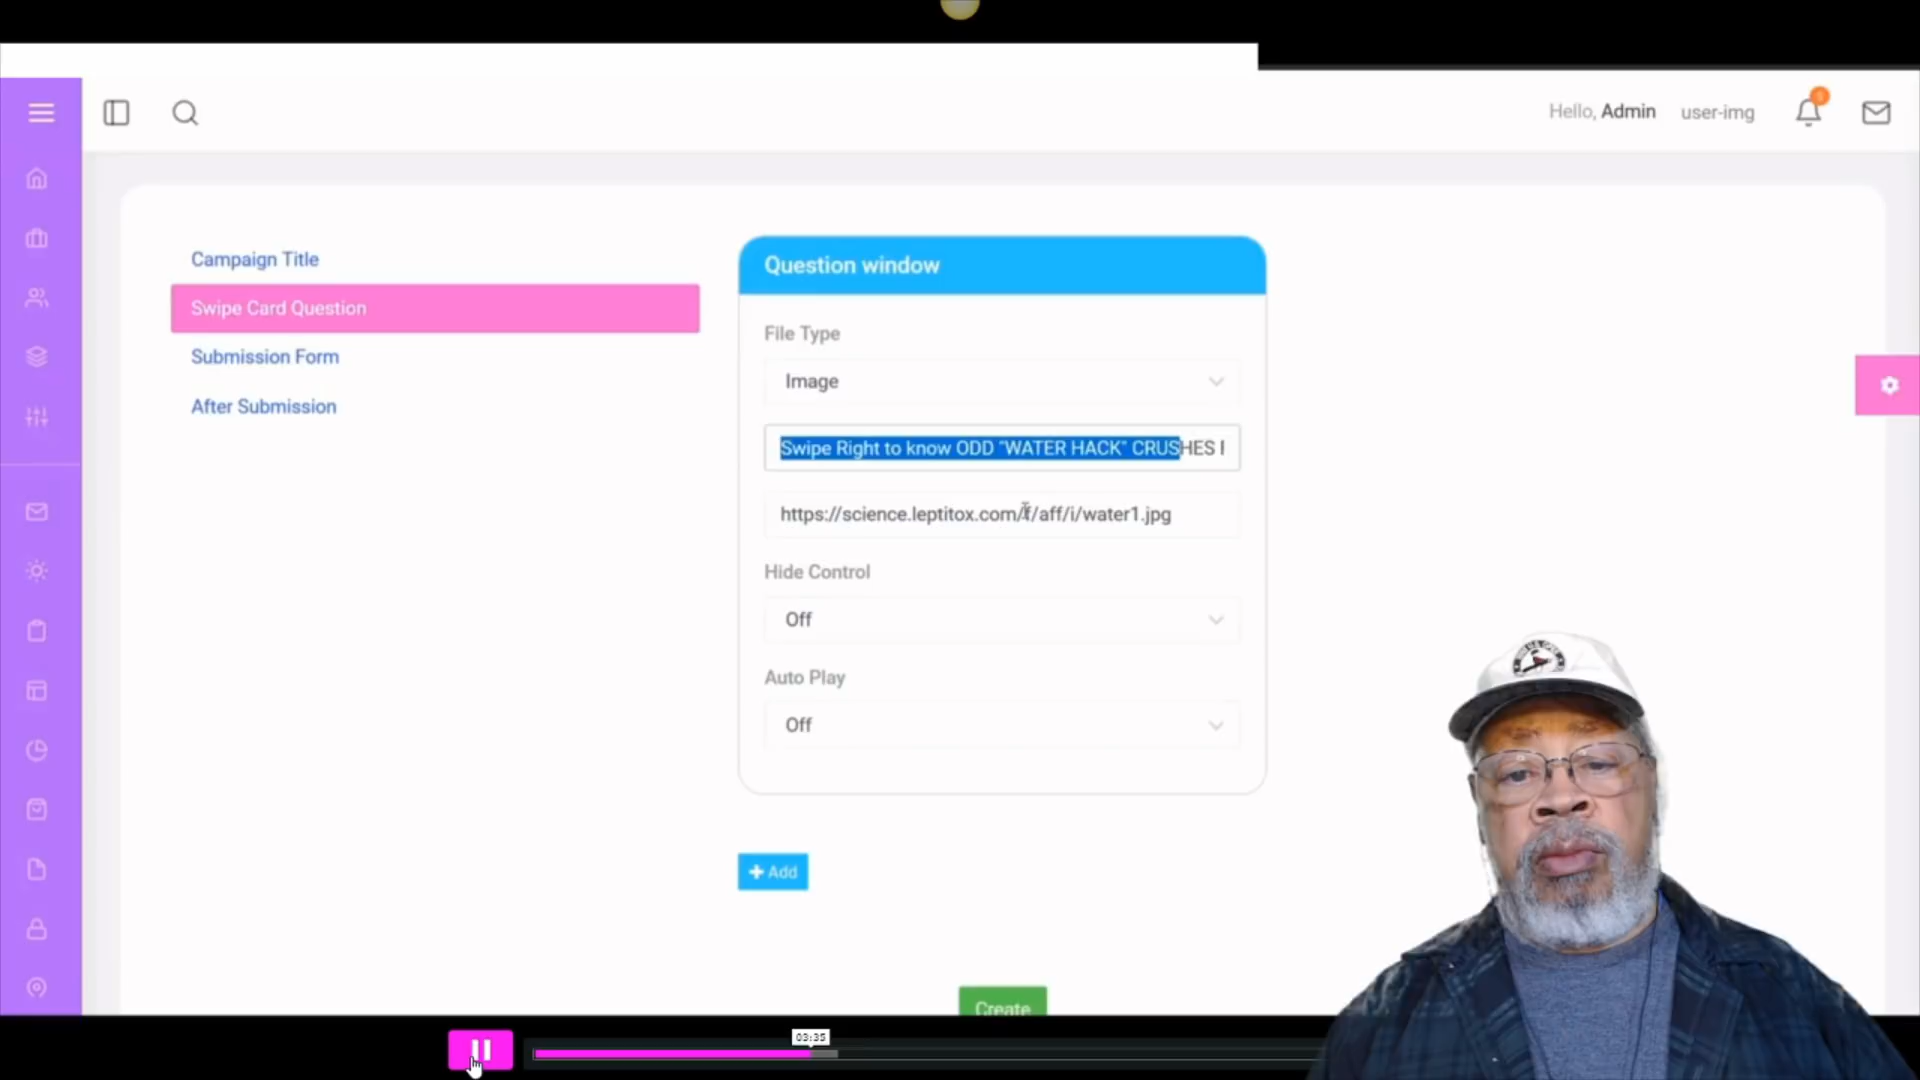 Hello, Admin user-img
Campaign Title
Swipe Card Question
Submission Form
After Submission
Question window
File Type
Image
Swipe Right to know ODD "WATER HACK" CRUSHES
https://science.leptitox.com/f/aff/i/water1.jpg
Hide Control
Off
Auto Play
Off
+ Add
Create
03:35